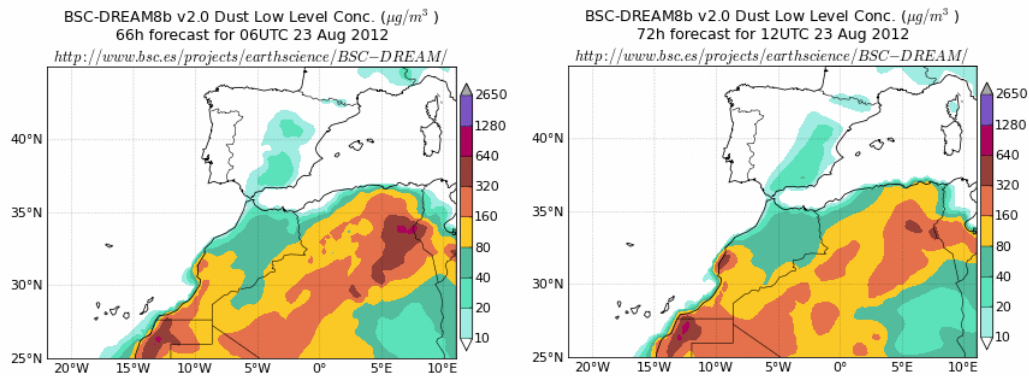 BSC-DREAM8b v2.0 Dust Low Level Conc. (μg/m³ )
66h forecast for 06UTC 23 Aug 2012
http://www.bsc.es/projects/earthscience/BSC−DREAM/
40°N
35°N
30°N
25°N
20°W 15°W 10°W 5°W 0°E 5°E 10°E
2650
1280
640
320
160
80
40
20
10
BSC-DREAM8b v2.0 Dust Low Level Conc. (μg/m³ )
72h forecast for 12UTC 23 Aug 2012
http://www.bsc.es/projects/earthscience/BSC−DREAM/
40°N
35°N
30°N
25°N
20°W 15°W 10°W 5°W 0°E 5°E 10°E
2650
1280
640
320
160
80
40
20
10